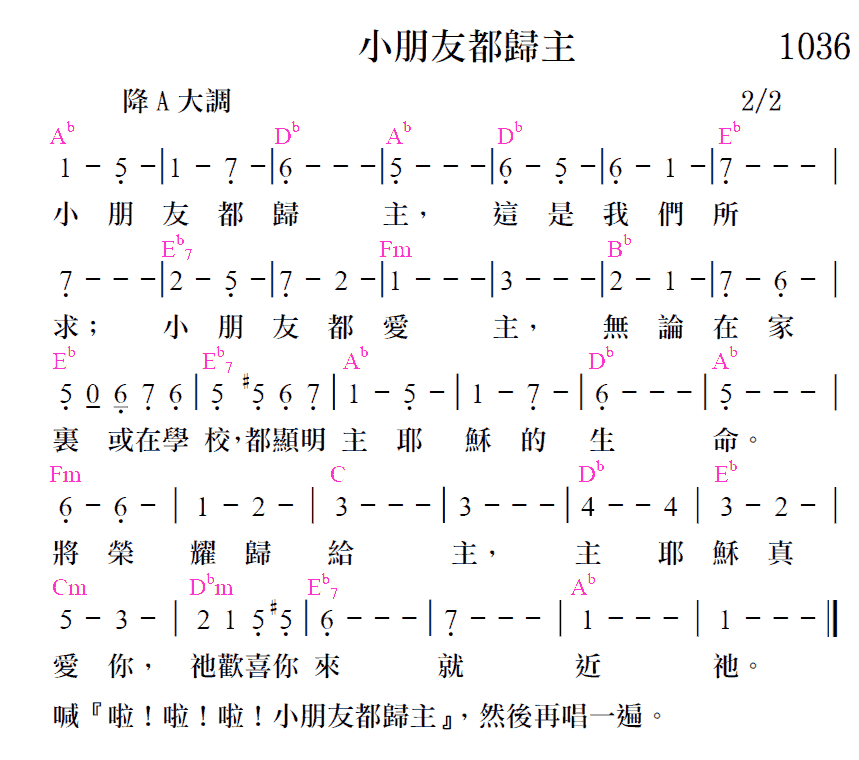 小朋友都歸主 1036
降A大調 2/2
A♭ D♭ A♭ D♭ E♭
1 - 5̣ - | 1 - 7̣ - | 6̣ - - - | 5̣ - - - | 6̣ - 5̣ - | 6̣ - 1 - | 7̣ - - - |
小朋友都歸 主， 這是我們所
E♭7 Fm B♭
7̣ - - - | 2 - 5̣ - | 7̣ - 2 - | 1 - - - | 3 - - - | 2 - 1 - | 7̣ - 6̣ - |
求； 小朋友都愛 主， 無論在家
E♭ E♭7 A♭ D♭ A♭
5̣ 0 6̣ 7̣ 6̣ | 5̣ #5̣ 6̣ 7̣ | 1 - 5̣ - | 1 - 7̣ - | 6̣ - - - | 5̣ - - - |
裏 或在學校，都顯明主耶穌的生 命。
Fm C D♭ E♭
6̣ - 6̣ - | 1 - 2 - | 3 - - - | 3 - - - | 4 - - 4 | 3 - 2 - |
將榮耀歸給 主， 主耶穌真
Cm D♭m E♭7 A♭
5 - 3 - | 2 1 5̣ #5̣ | 6̣ - - - | 7̣ - - - | 1 - - - | 1 - - - ||
愛你，祂歡喜你來 就 近 祂。
喊『啦！啦！啦！小朋友都歸主』，然後再唱一遍。